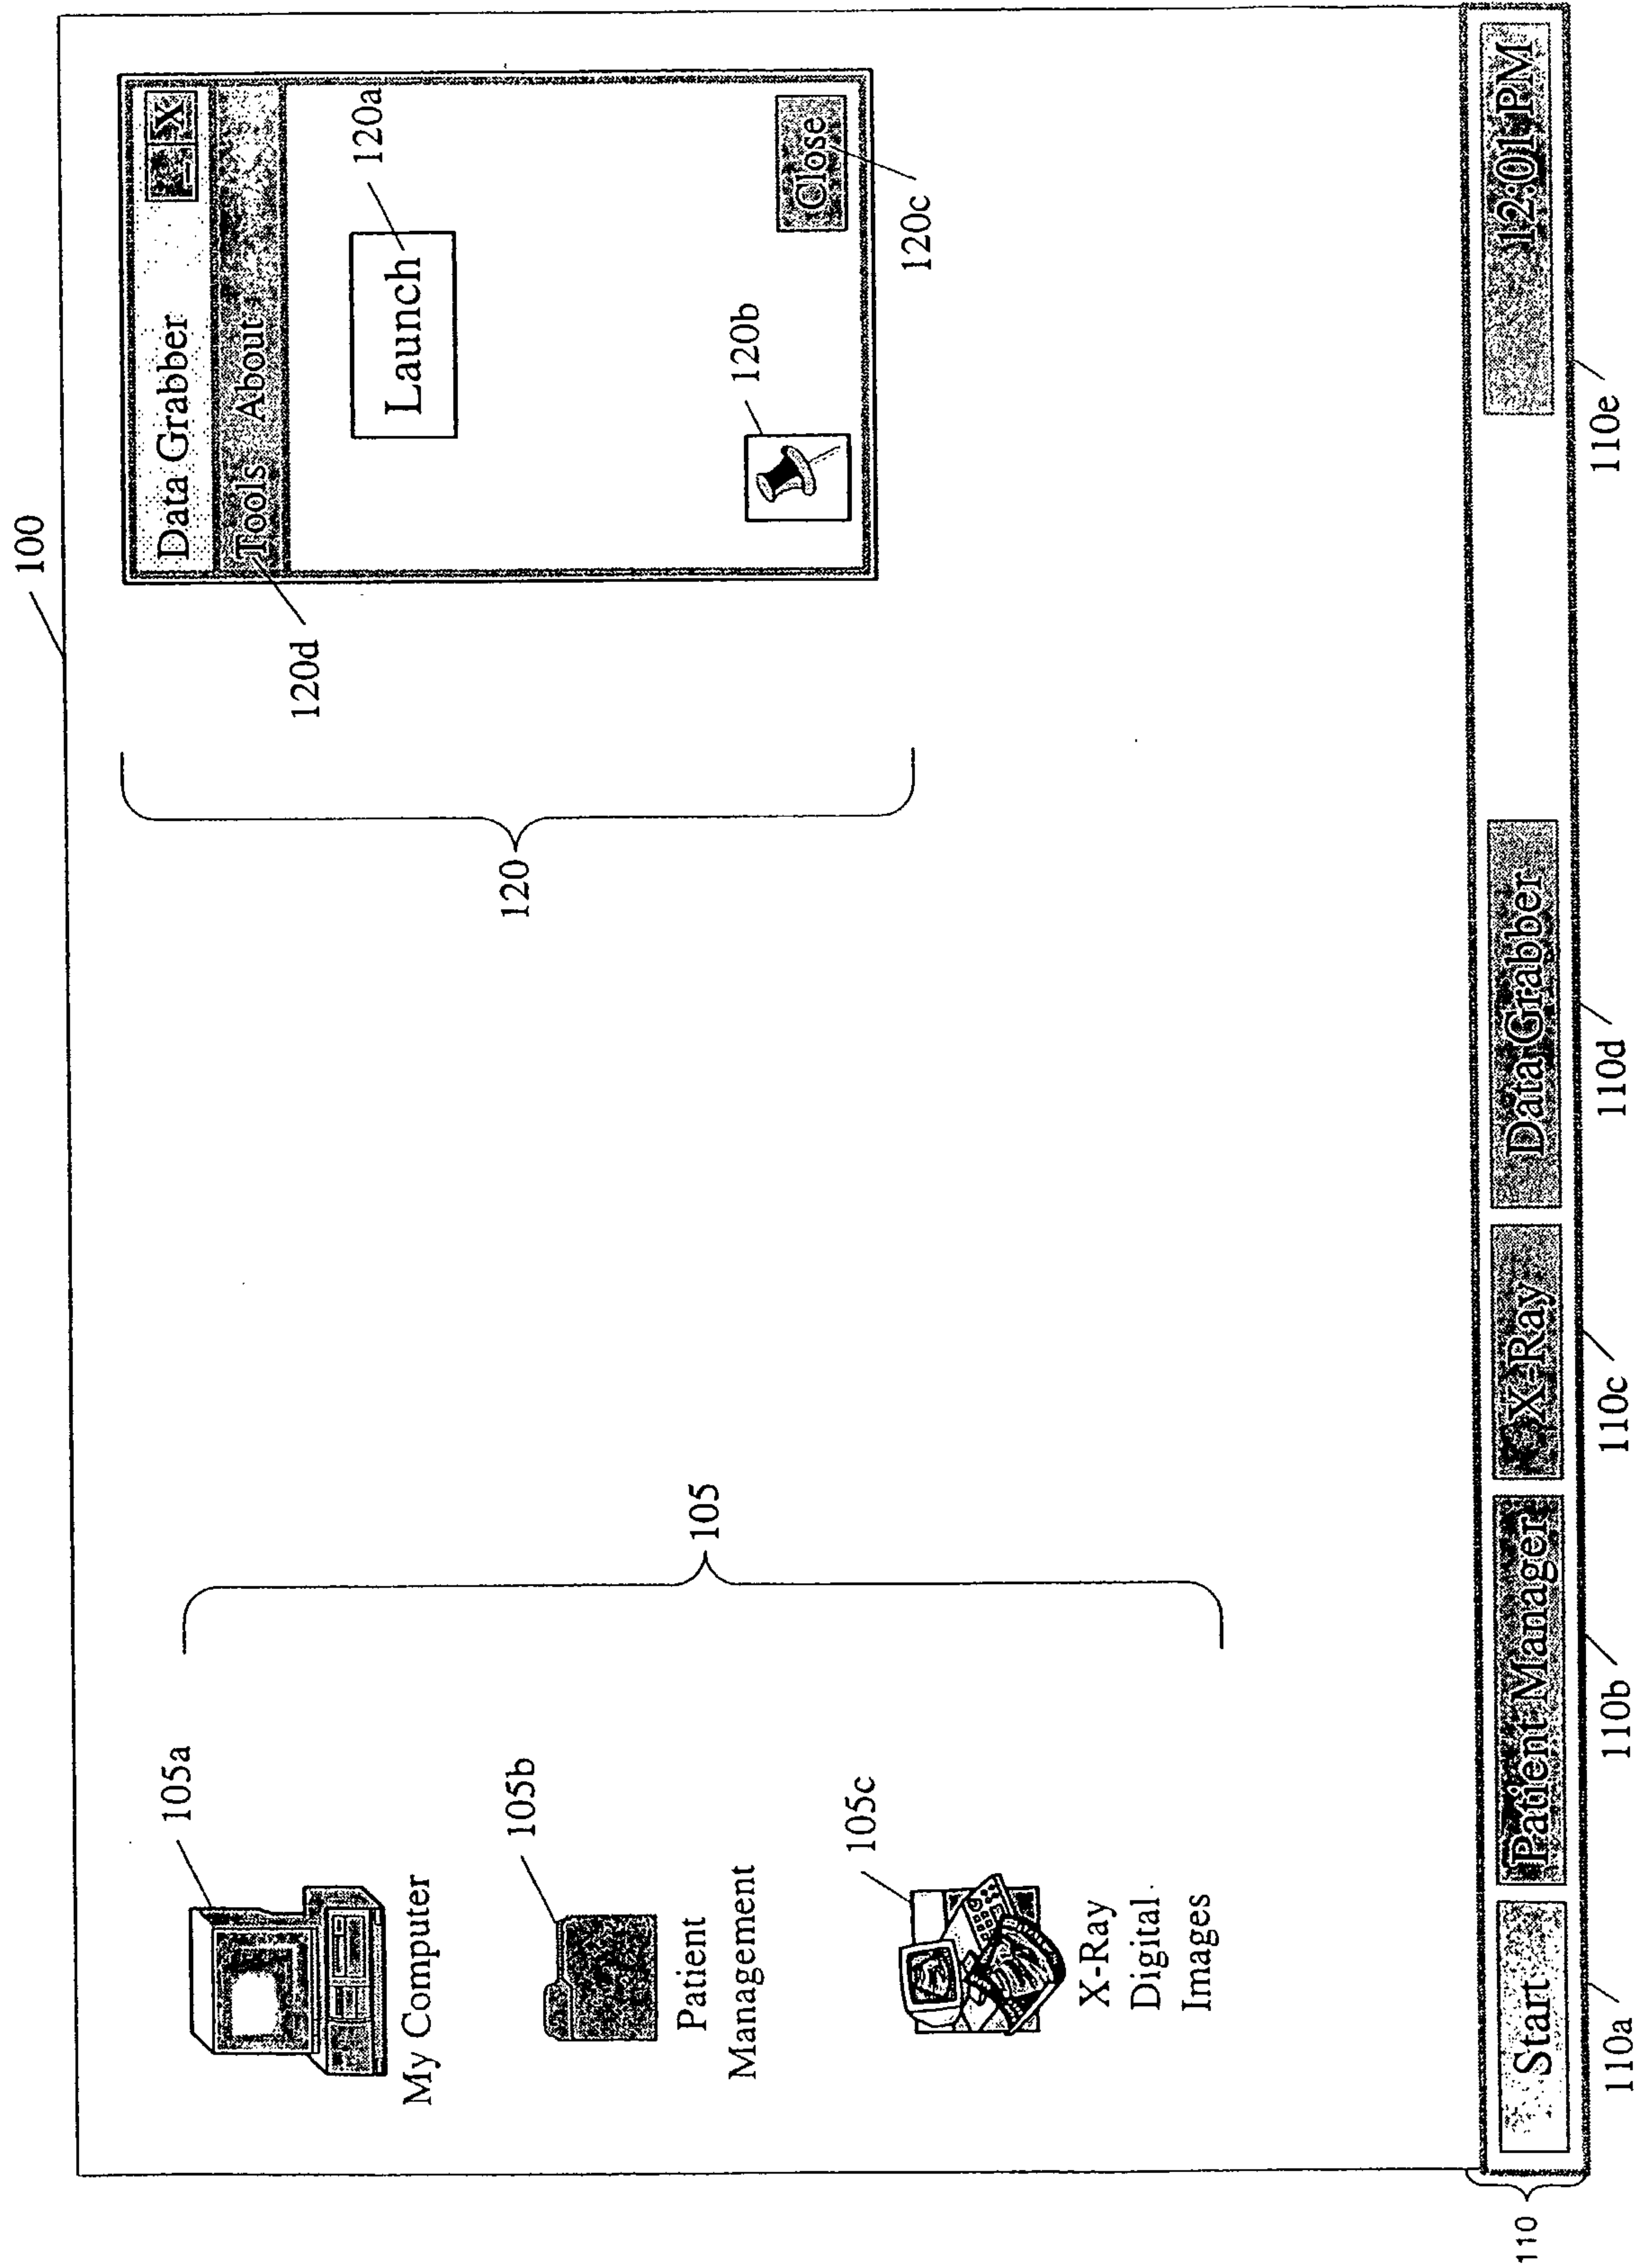 100
Data Grabber
_ X
Tools About
120d
Launch
120a
120b
Close
120c
120
105a
My Computer
105b
Patient
Management
105c
X-Ray
Digital
Images
105
Start
Patient Manager
X-Ray
Data Grabber
12:01 PM
110
110a
110b
110c
110d
110e